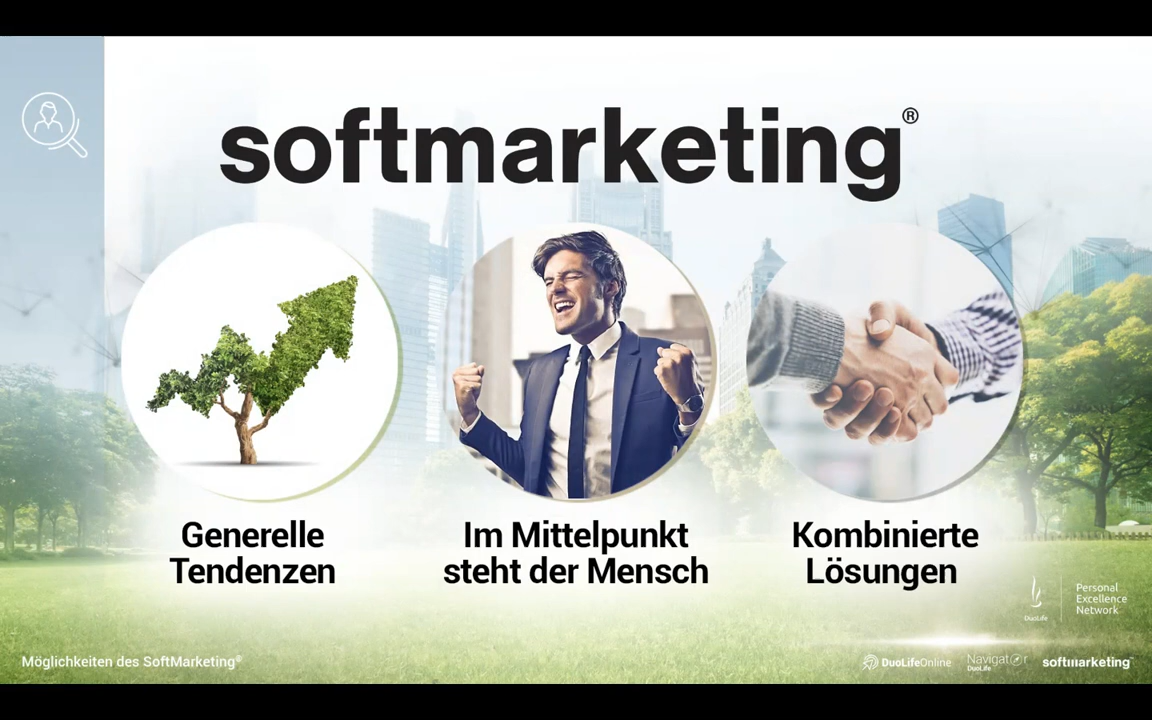 softmarketing®
Generelle
Tendenzen
Im Mittelpunkt
steht der Mensch
Kombinierte
Lösungen
DuoLife
Personal
Excellence
Network
Möglichkeiten des SoftMarketing®
DuoLifeOnline
Navigator
DuoLife
softmarketing™